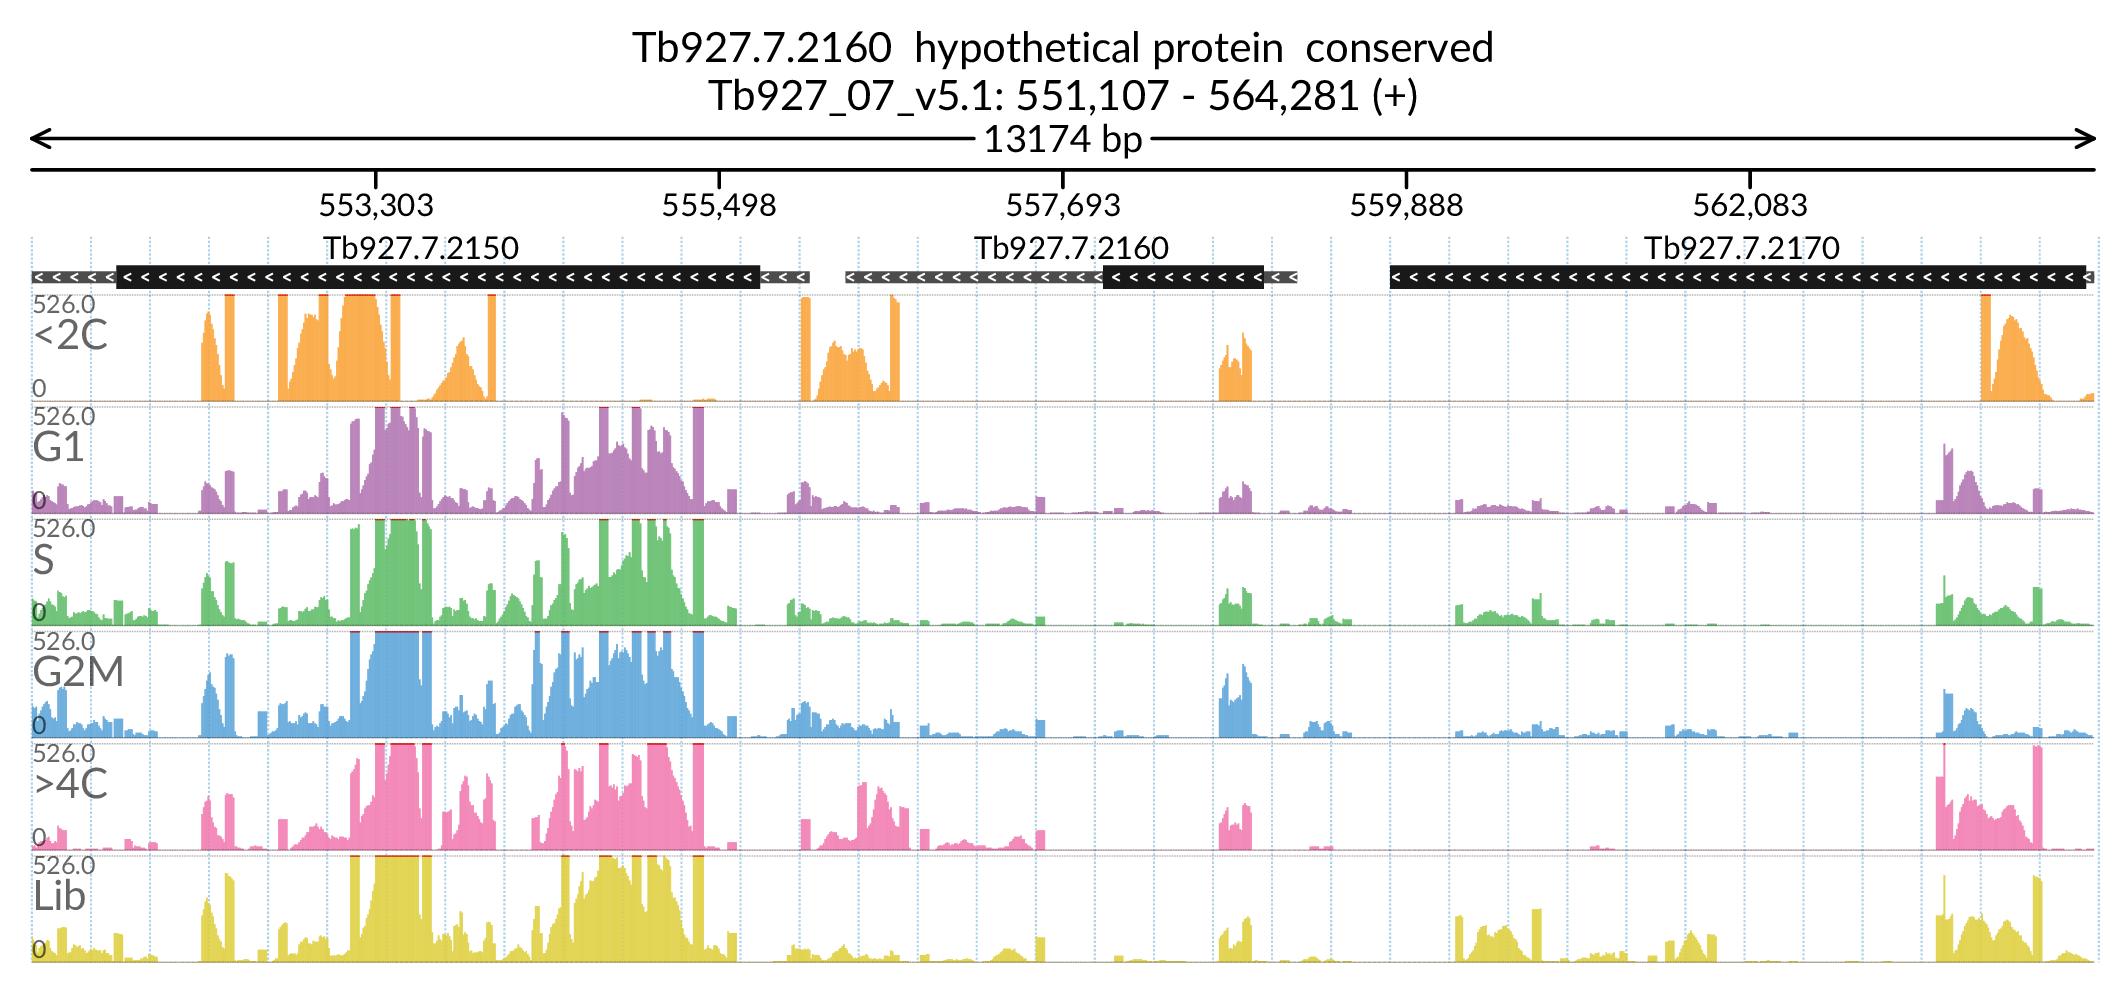 Tb927.7.2160 hypothetical protein conserved
Tb927_07_v5.1: 551,107 - 564,281 (+)
13174 bp
553,303 555,498 557,693 559,888 562,083
Tb927.7.2150 Tb927.7.2160 Tb927.7.2170
526.0
<2C
0
526.0
G1
0
526.0
S
0
526.0
G2M
0
526.0
>4C
0
526.0
Lib
0